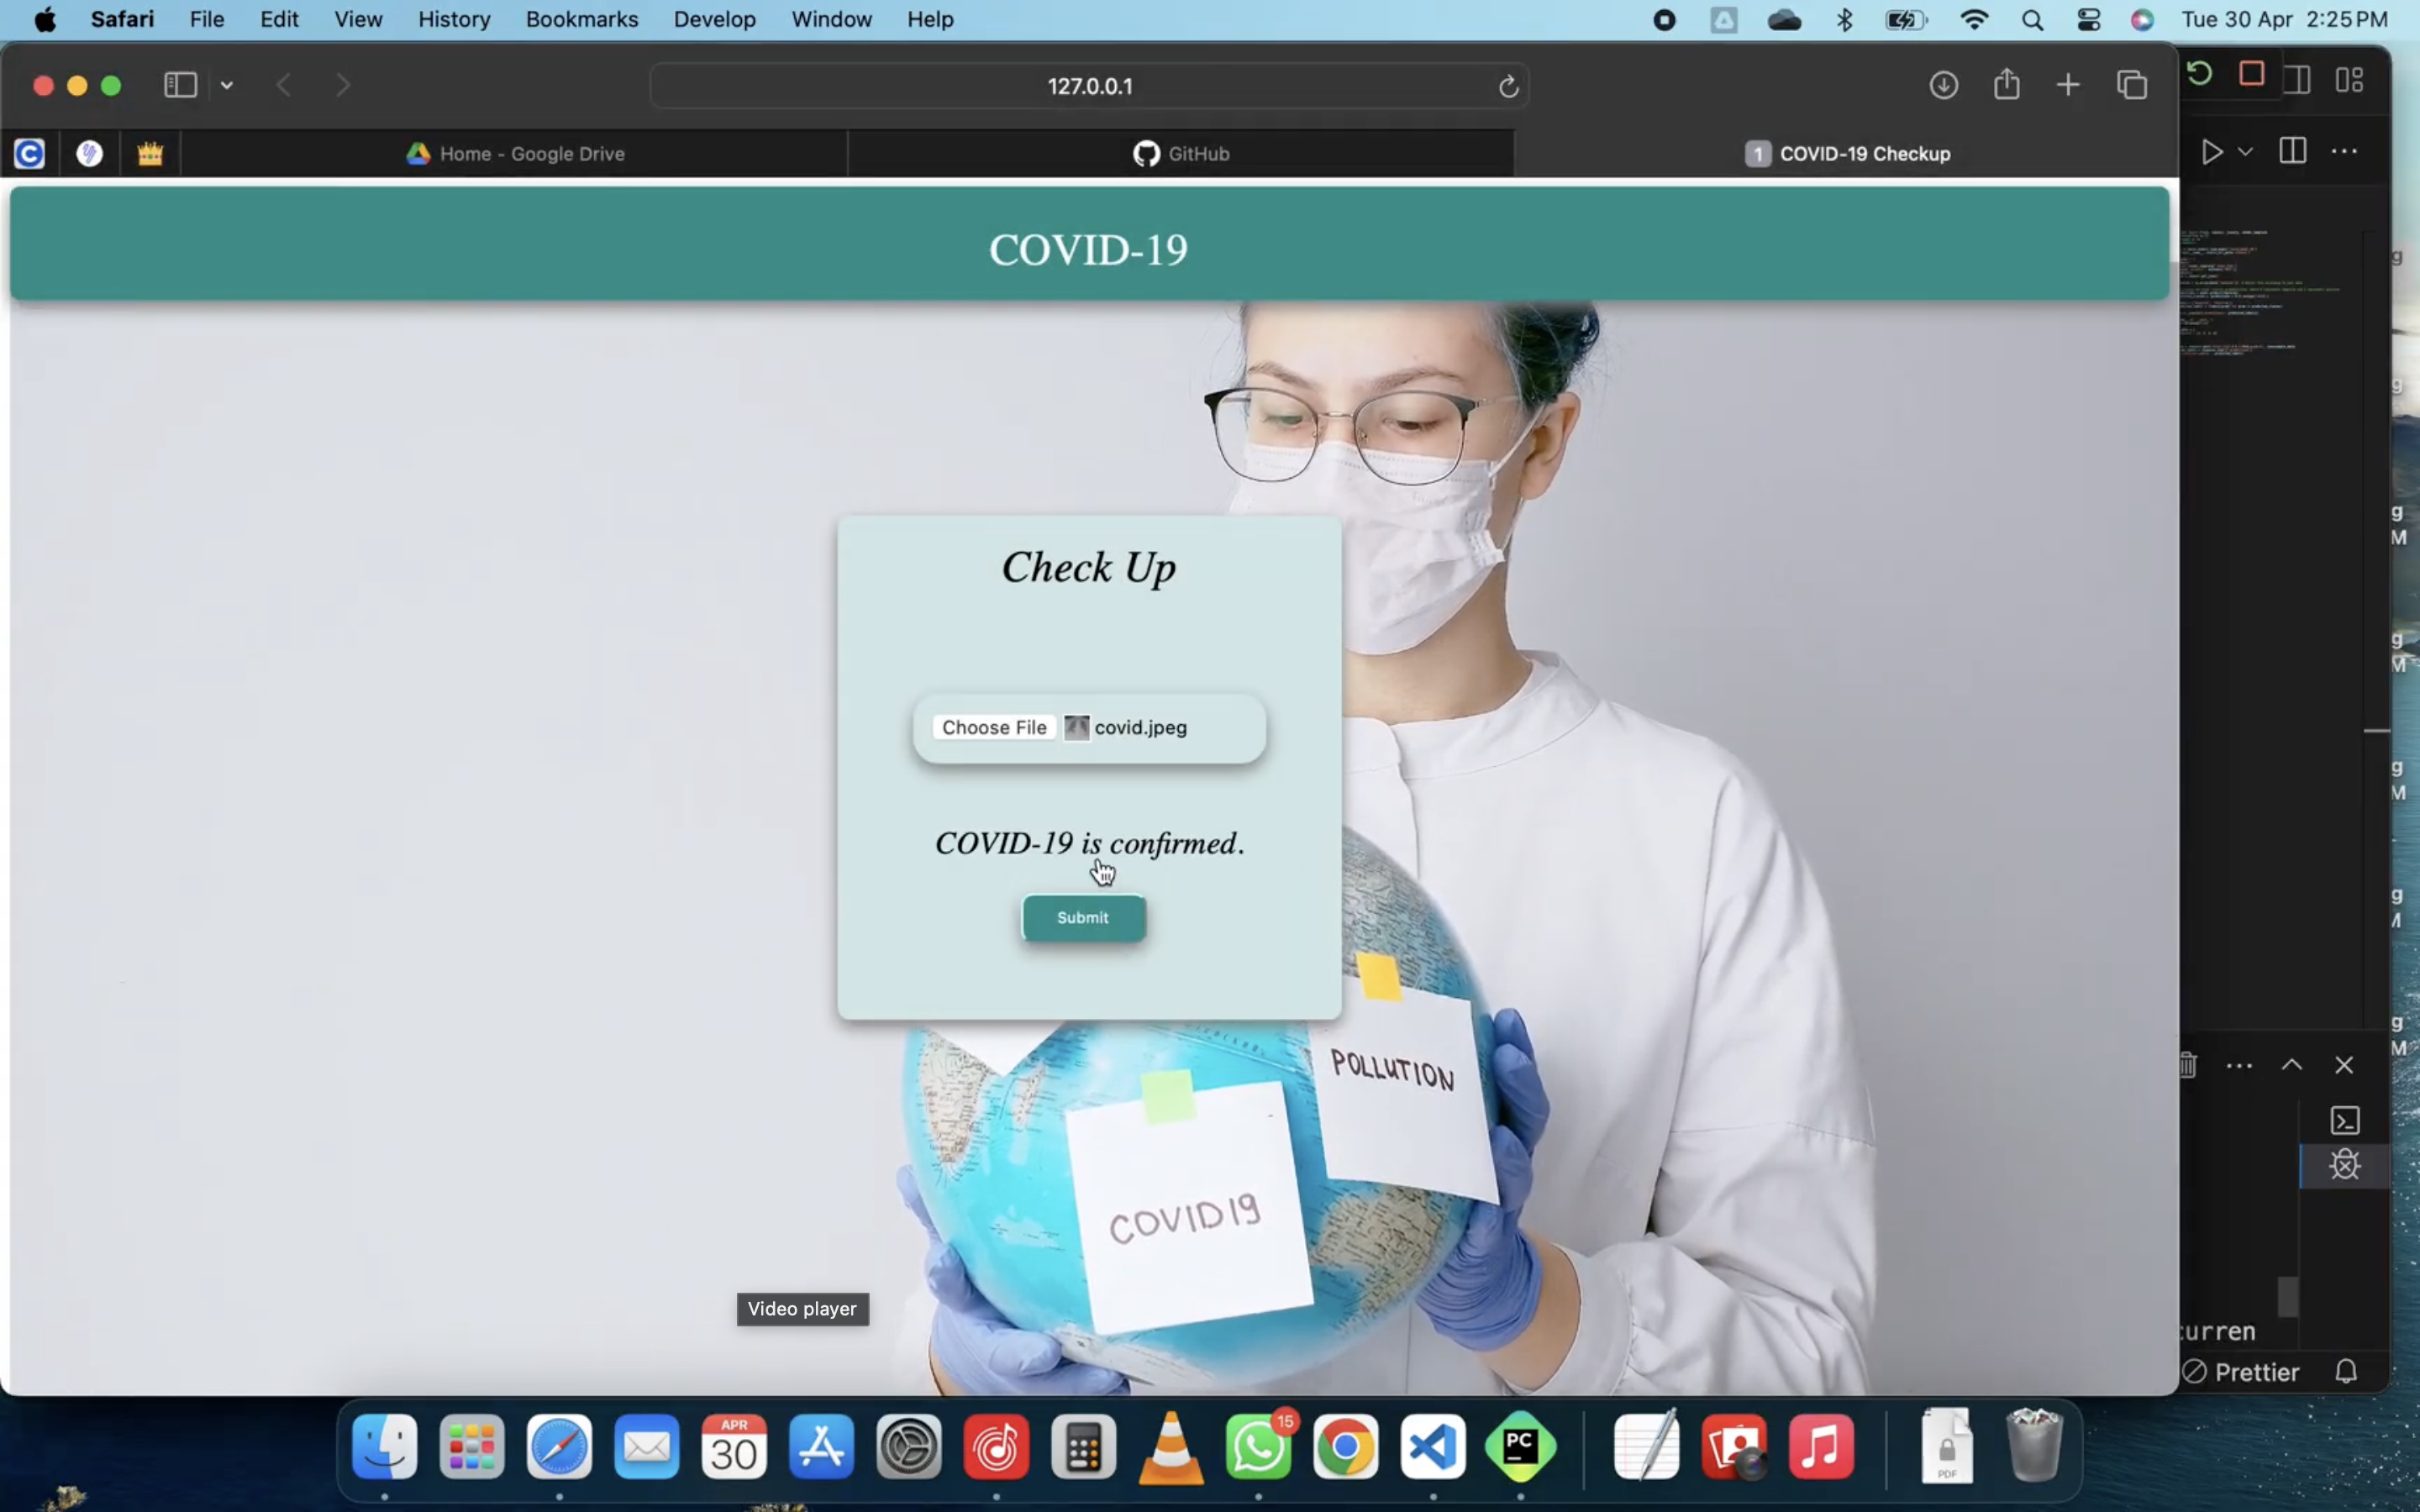 Safari File Edit View History Bookmarks Develop Window Help Tue 30 Apr 2:25 PM
127.0.0.1
Home - Google Drive GitHub 1 COVID-19 Checkup
COVID-19
Check Up
Choose File covid.jpeg
COVID-19 is confirmed.
Submit
POLLUTION
COVID19
Video player
curren
Prettier
APR
30
15
PC
PDF